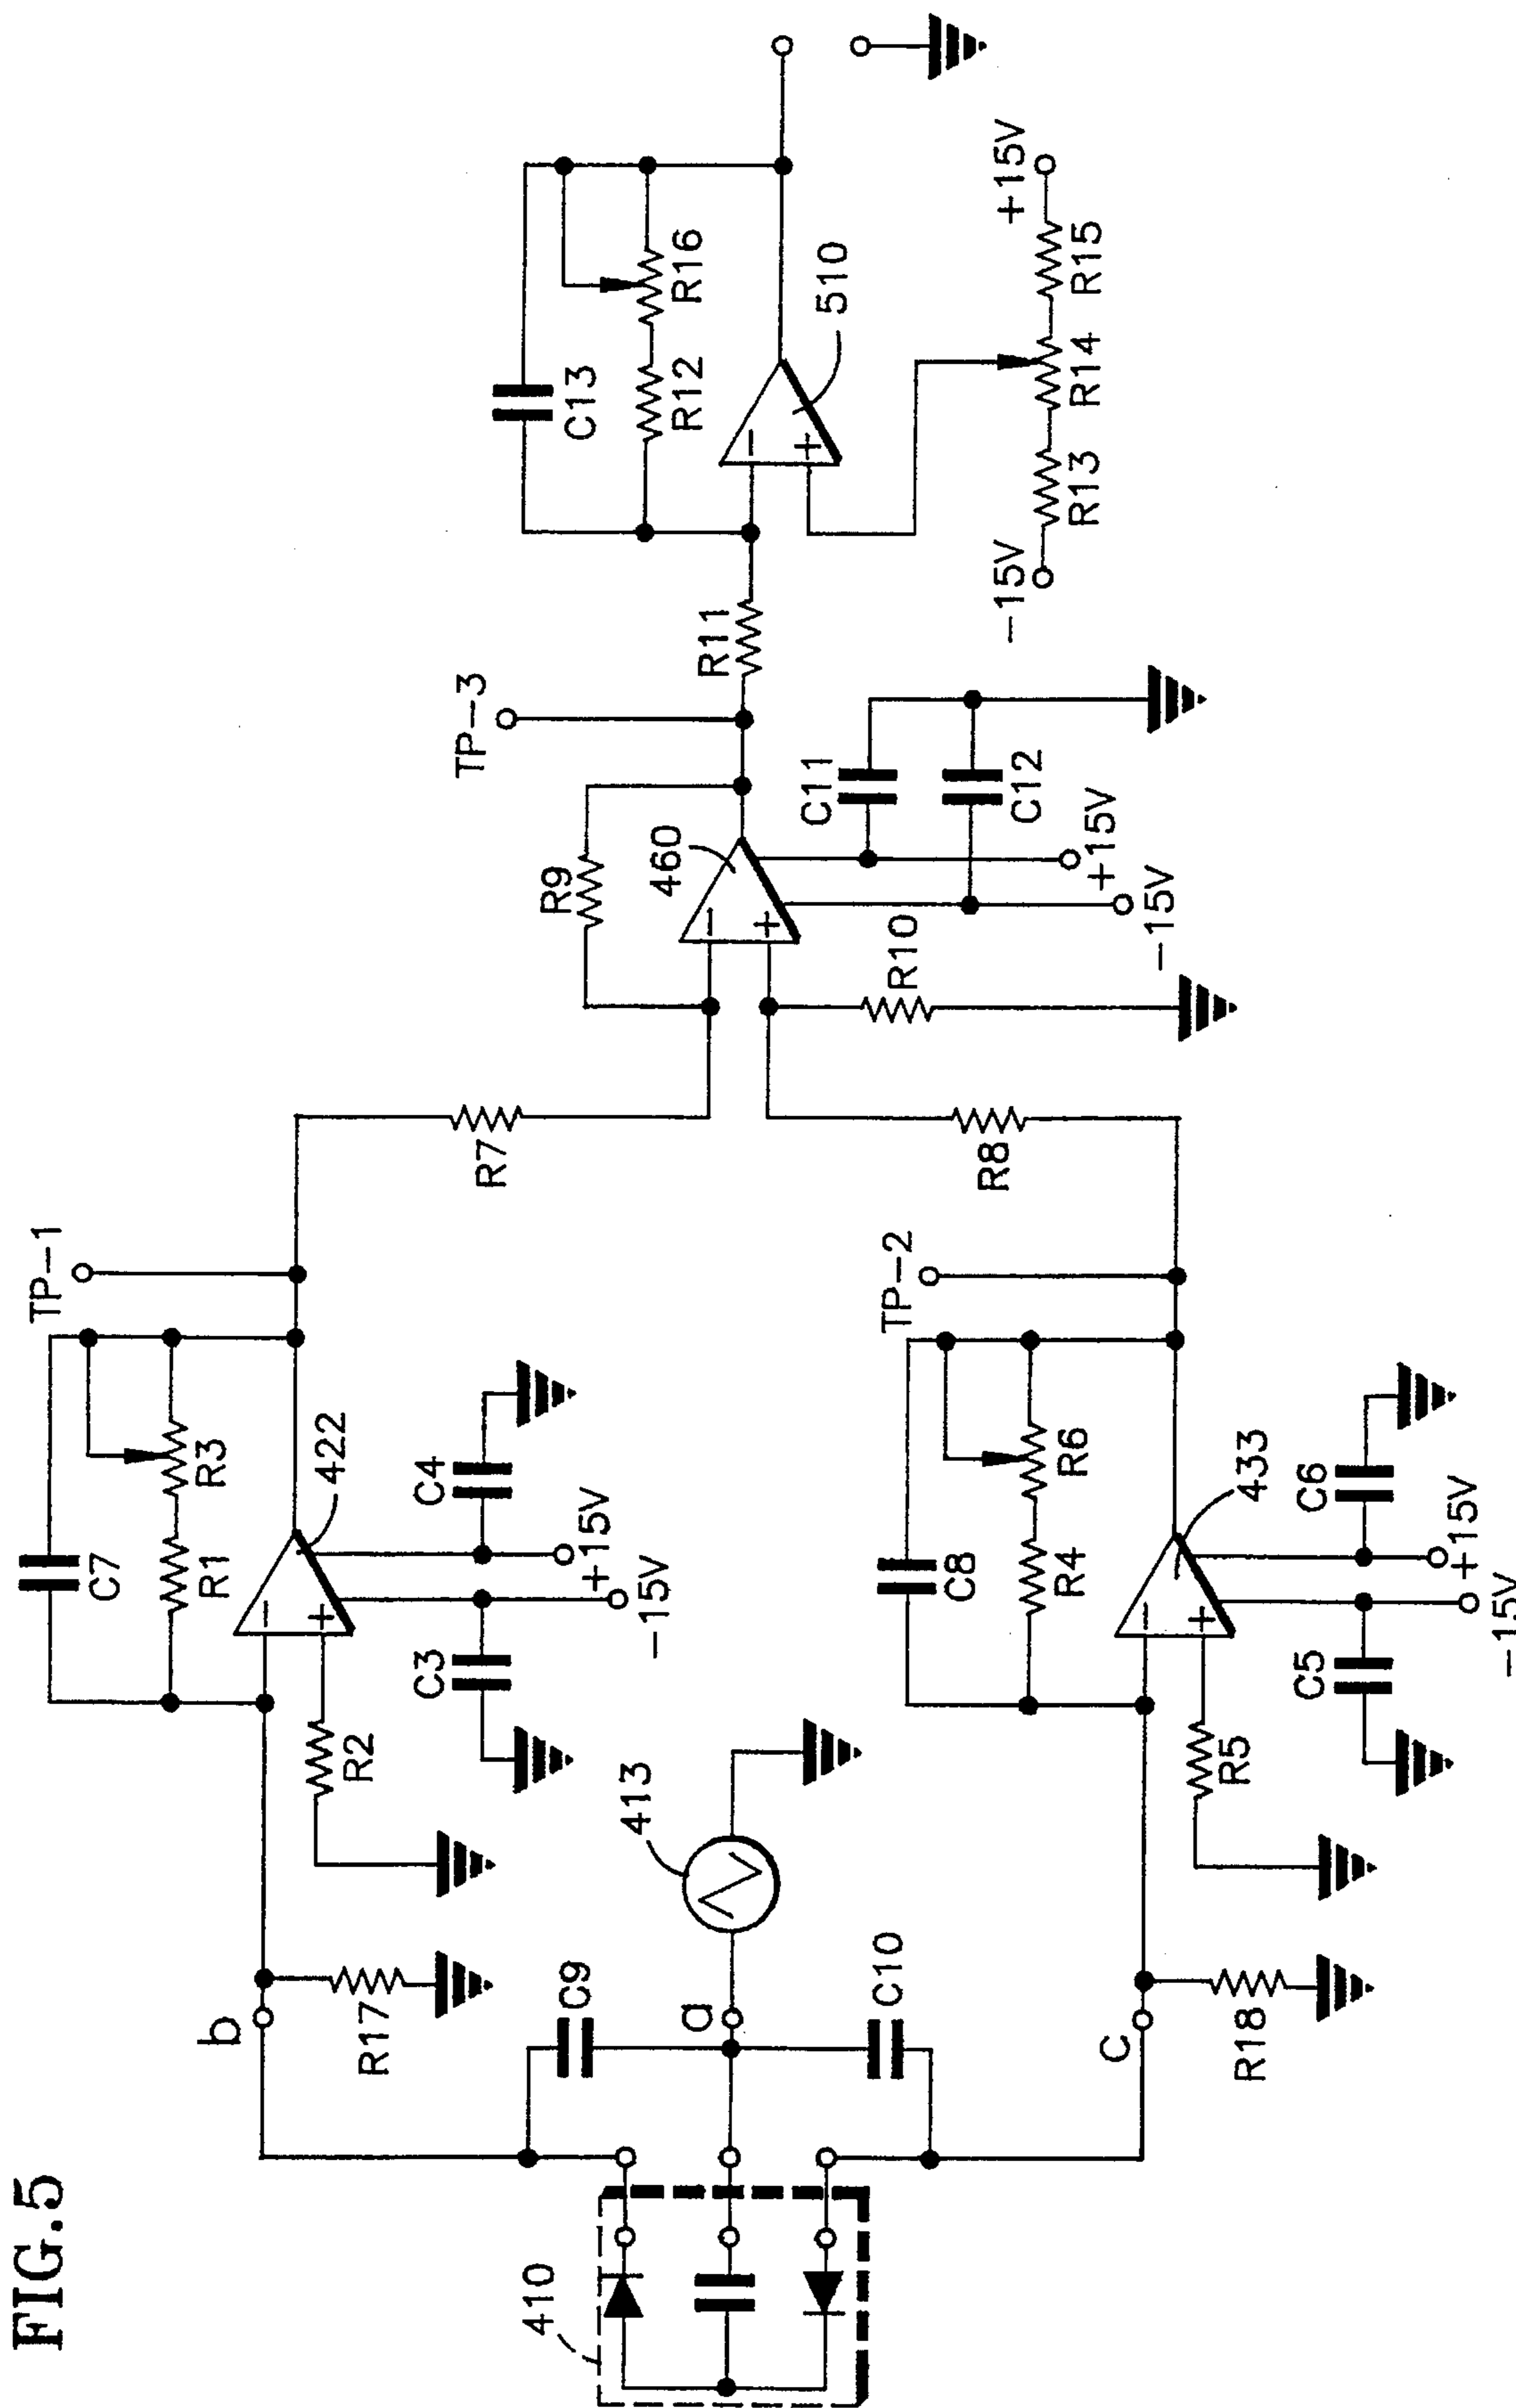 FIG.5
410
b
R17
C9
a
413
C10
c
R18
R2
C7
R1
R3
422
TP-1
C3
C4
+15V
-15V
R5
C8
R4
R6
433
TP-2
C5
C6
+15V
-15V
R7
R8
R9
460
R10
TP-3
C11
C12
+15V
-15V
R11
C13
R12
R16
510
-15V
R13
R14
R15
+15V
-
+
-
+
-
+
-
+